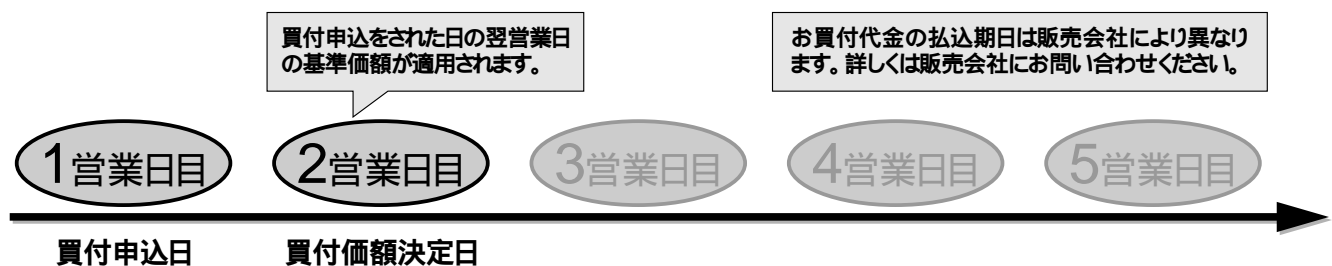 買付申込をされた日の翌営業日
の基準価額が適用されます。
お買付代金の払込期日は販売会社により異なり
ます。詳しくは販売会社にお問い合わせください。
1営業日目
2営業日目
3営業日目
4営業日目
5営業日目
買付申込日
買付価額決定日